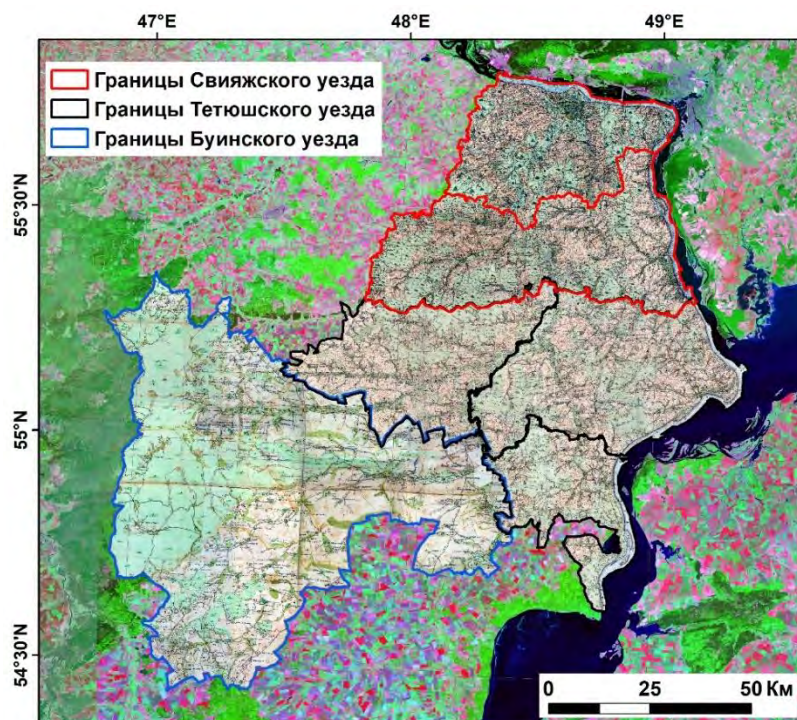 47°E 48°E 49°E
Границы Свияжского уезда
Границы Тетюшского уезда
Границы Буинского уезда
55°30'N
55°N
54°30'N
0 25 50 Км